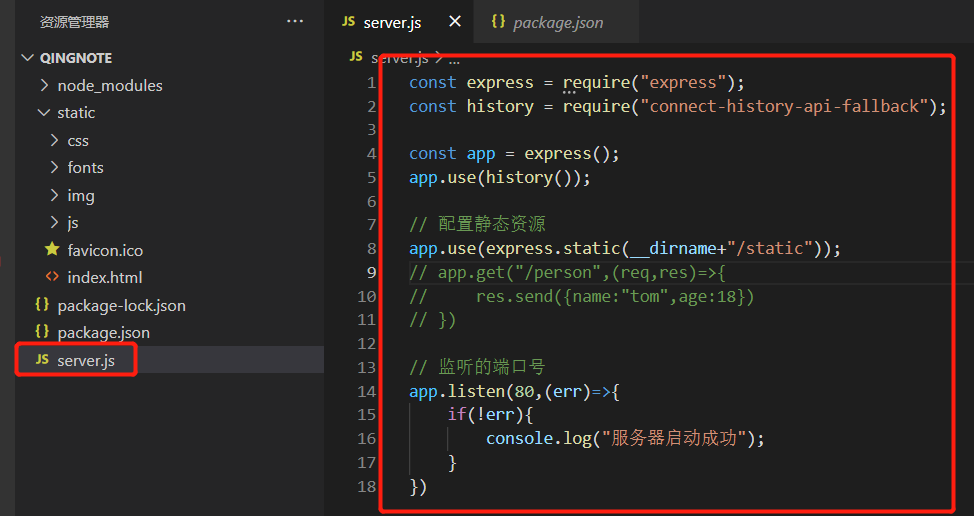 资源管理器 ...
QINGNOTE
node_modules
static
css
fonts
img
js
favicon.ico
index.html
package-lock.json
package.json
JS server.js
JS server.js × {} package.json
JS server.js > ...
1 const express = require("express");
2 const history = require("connect-history-api-fallback");
3
4 const app = express();
5 app.use(history());
6
7 // 配置静态资源
8 app.use(express.static(__dirname+"/static"));
9 // app.get("/person",(req,res)=>{
10 //     res.send({name:"tom",age:18})
11 // })
12
13 // 监听的端口号
14 app.listen(80,(err)=>{
15     if(!err){
16         console.log("服务器启动成功");
17     }
18 })